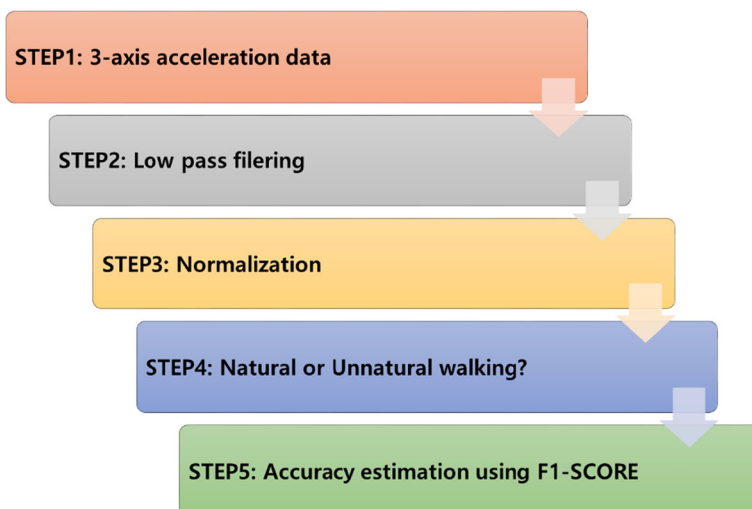 STEP1: 3-axis acceleration data
STEP2: Low pass filering
STEP3: Normalization
STEP4: Natural or Unnatural walking?
STEP5: Accuracy estimation using F1-SCORE